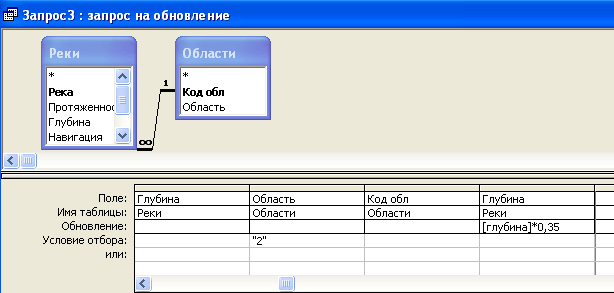 Запрос3 : запрос на обновление
Реки
*
Река
Протяженнос
Глубина
Навигация
Области
*
Код обл
Область
1
∞
Поле: Глубина Область Код обл Глубина
Имя таблицы: Реки Области Области Реки
Обновление: [глубина]*0,35
Условие отбора: "2"
или: